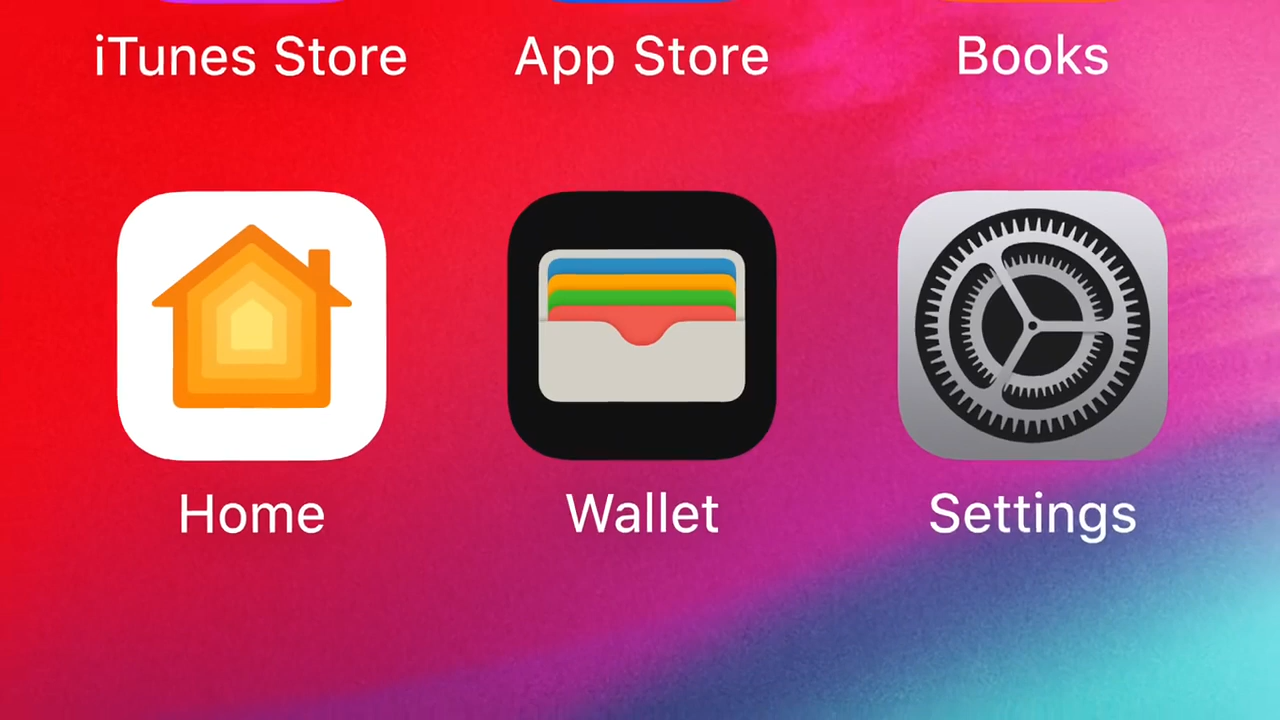 iTunes Store
App Store
Books
Home
Wallet
Settings